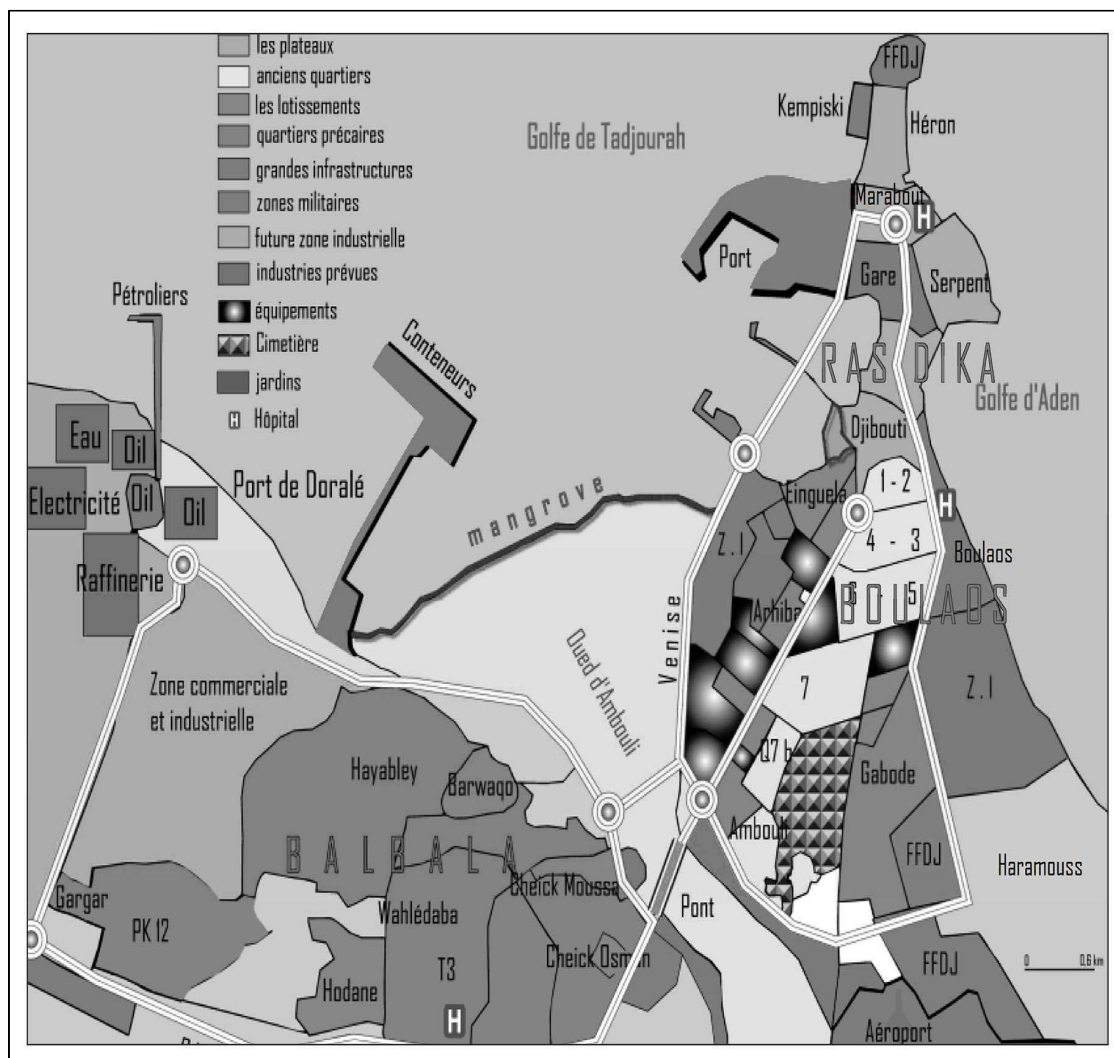 les plateaux
anciens quartiers
les lotissements
quartiers précaires
grandes infrastructures
zones militaires
future zone industrielle
industries prévues
équipements
Cimetière
jardins
H Hôpital
FFDJ
Kempiski
Héron
Golfe de Tadjourah
Marabout
H
Port
Gare
Serpent
Pétroliers
Conteneurs
RAS DIKA
Golfe d'Aden
Djibouti
Eau
Oil
Electricité
Oil
Oil
Port de Doralé
mangrove
Einguela
1 - 2
H
Z.I
4 - 3
Boulaos
Raffinerie
Arhiba
6 - 5
BOULAOS
Venise
Oued d'Ambouli
Zone commerciale
et industrielle
7
Z.I
Q7 b
Hayabley
Barwaqo
Gabode
Ambouli
BALBALA
FFDJ
Haramouss
Cheick Moussa
Gargar
PK 12
Wahlédaba
Pont
T3
Cheick Osman
Hodane
FFDJ
0 0,6 km
H
Aéroport